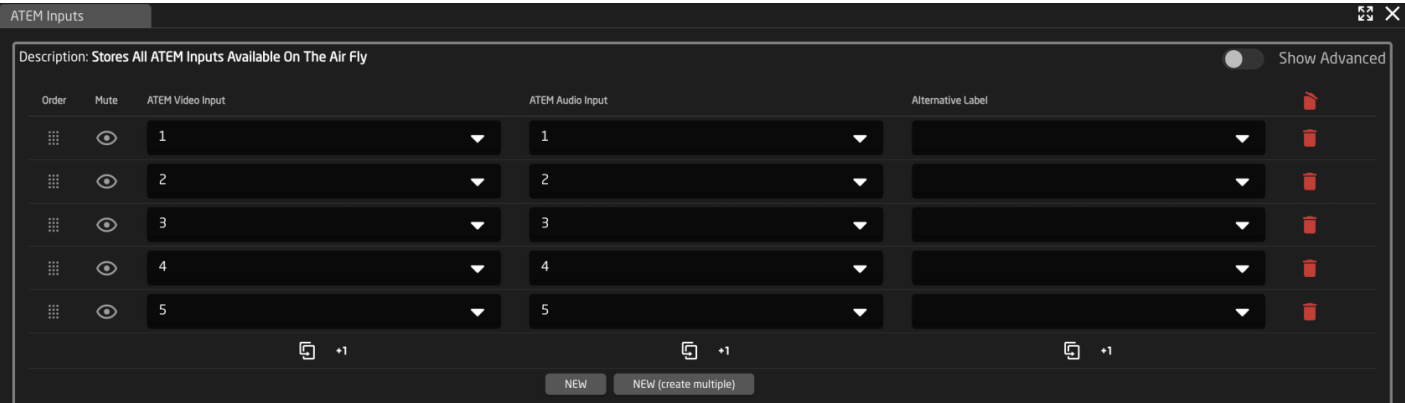 ATEM Inputs
Description: Stores All ATEM Inputs Available On The Air Fly
Show Advanced
Order Mute ATEM Video Input ATEM Audio Input Alternative Label
1 1
2 2
3 3
4 4
5 5
+1 +1 +1
NEW NEW (create multiple)